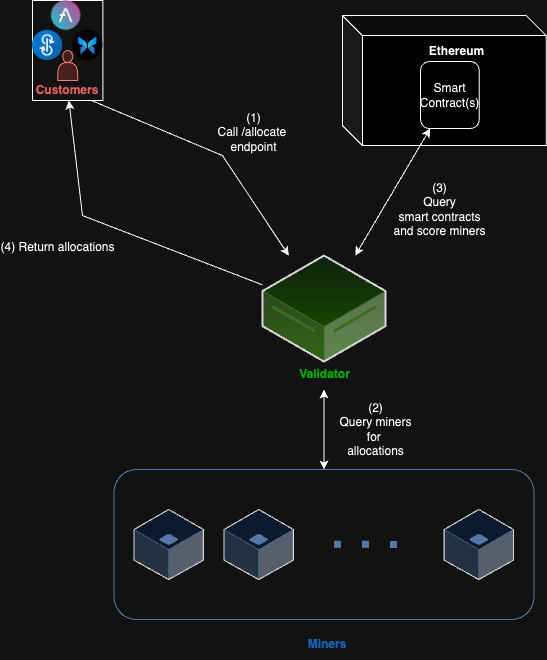 Customers
Ethereum
Smart
Contract(s)
(1)
Call /allocate
endpoint
(3)
Query
smart contracts
and score miners
(4) Return allocations
Validator
(2)
Query miners
for
allocations
Miners